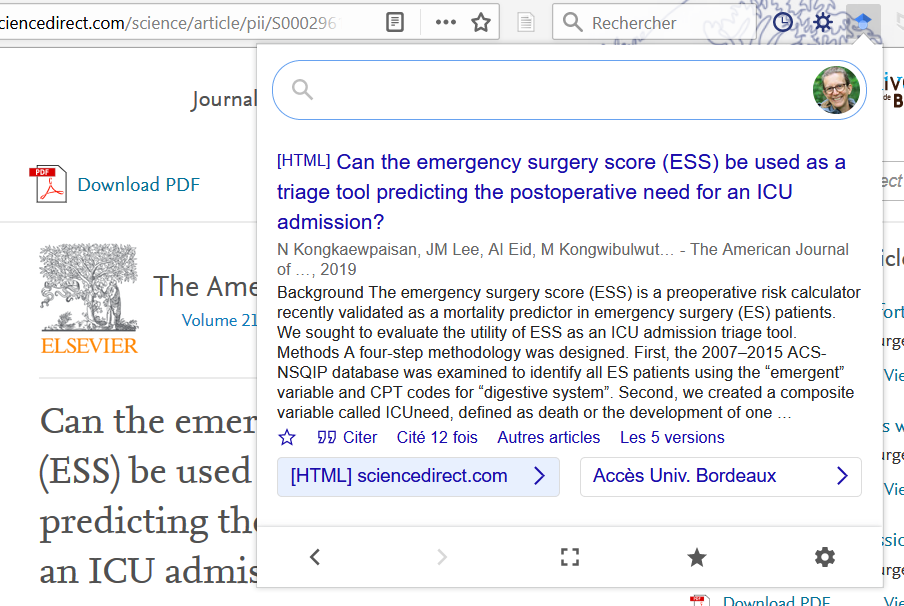 ciencedirect.com/science/article/pii/S000296
Rechercher
Journal
PDF
Download PDF
ELSEVIER
The Ame
Volume 21
Can the emer
(ESS) be used
predicting the
an ICU admis
[HTML] Can the emergency surgery score (ESS) be used as a
triage tool predicting the postoperative need for an ICU
admission?
N Kongkaewpaisan, JM Lee, AI Eid, M Kongwibulwut… - The American Journal
of …, 2019
Background The emergency surgery score (ESS) is a preoperative risk calculator
recently validated as a mortality predictor in emergency surgery (ES) patients.
We sought to evaluate the utility of ESS as an ICU admission triage tool.
Methods A four-step methodology was designed. First, the 2007–2015 ACS-
NSQIP database was examined to identify all ES patients using the “emergent”
variable and CPT codes for “digestive system”. Second, we created a composite
variable called ICUneed, defined as death or the development of one …
Citer Cité 12 fois Autres articles Les 5 versions
[HTML] sciencedirect.com
Accès Univ. Bordeaux
de B
ect
icle
fort
urge
Vie
s w
urge
Vie
ssic
urge
PDF
Download PDF
Vie